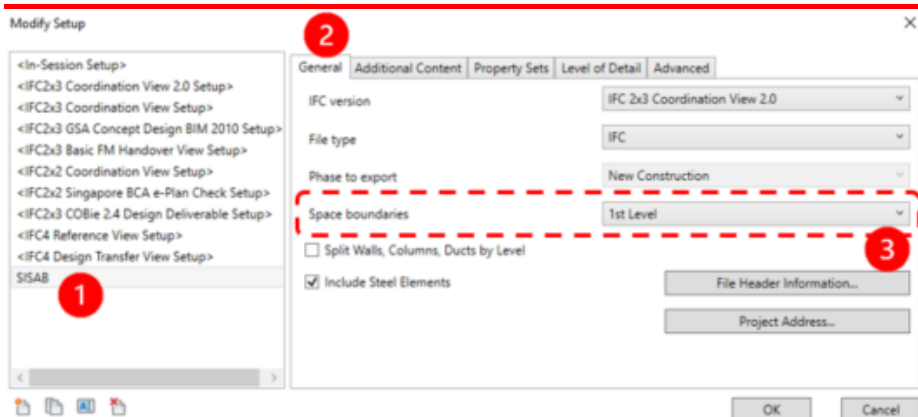 Modify Setup
2
<In-Session Setup>
<IFC2x3 Coordination View 2.0 Setup>
<IFC2x3 Coordination View Setup>
<IFC2x3 GSA Concept Design BIM 2010 Setup>
<IFC2x3 Basic FM Handover View Setup>
<IFC2x2 Coordination View Setup>
<IFC2x2 Singapore BCA e-Plan Check Setup>
<IFC2x3 COBie 2.4 Design Deliverable Setup>
<IFC4 Reference View Setup>
<IFC4 Design Transfer View Setup>
SISAB
1
General Additional Content Property Sets Level of Detail Advanced
IFC version IFC 2x3 Coordination View 2.0
File type IFC
Phase to export New Construction
Space boundaries 1st Level
3
Split Walls, Columns, Ducts by Level
Include Steel Elements File Header Information...
Project Address...
OK Cancel